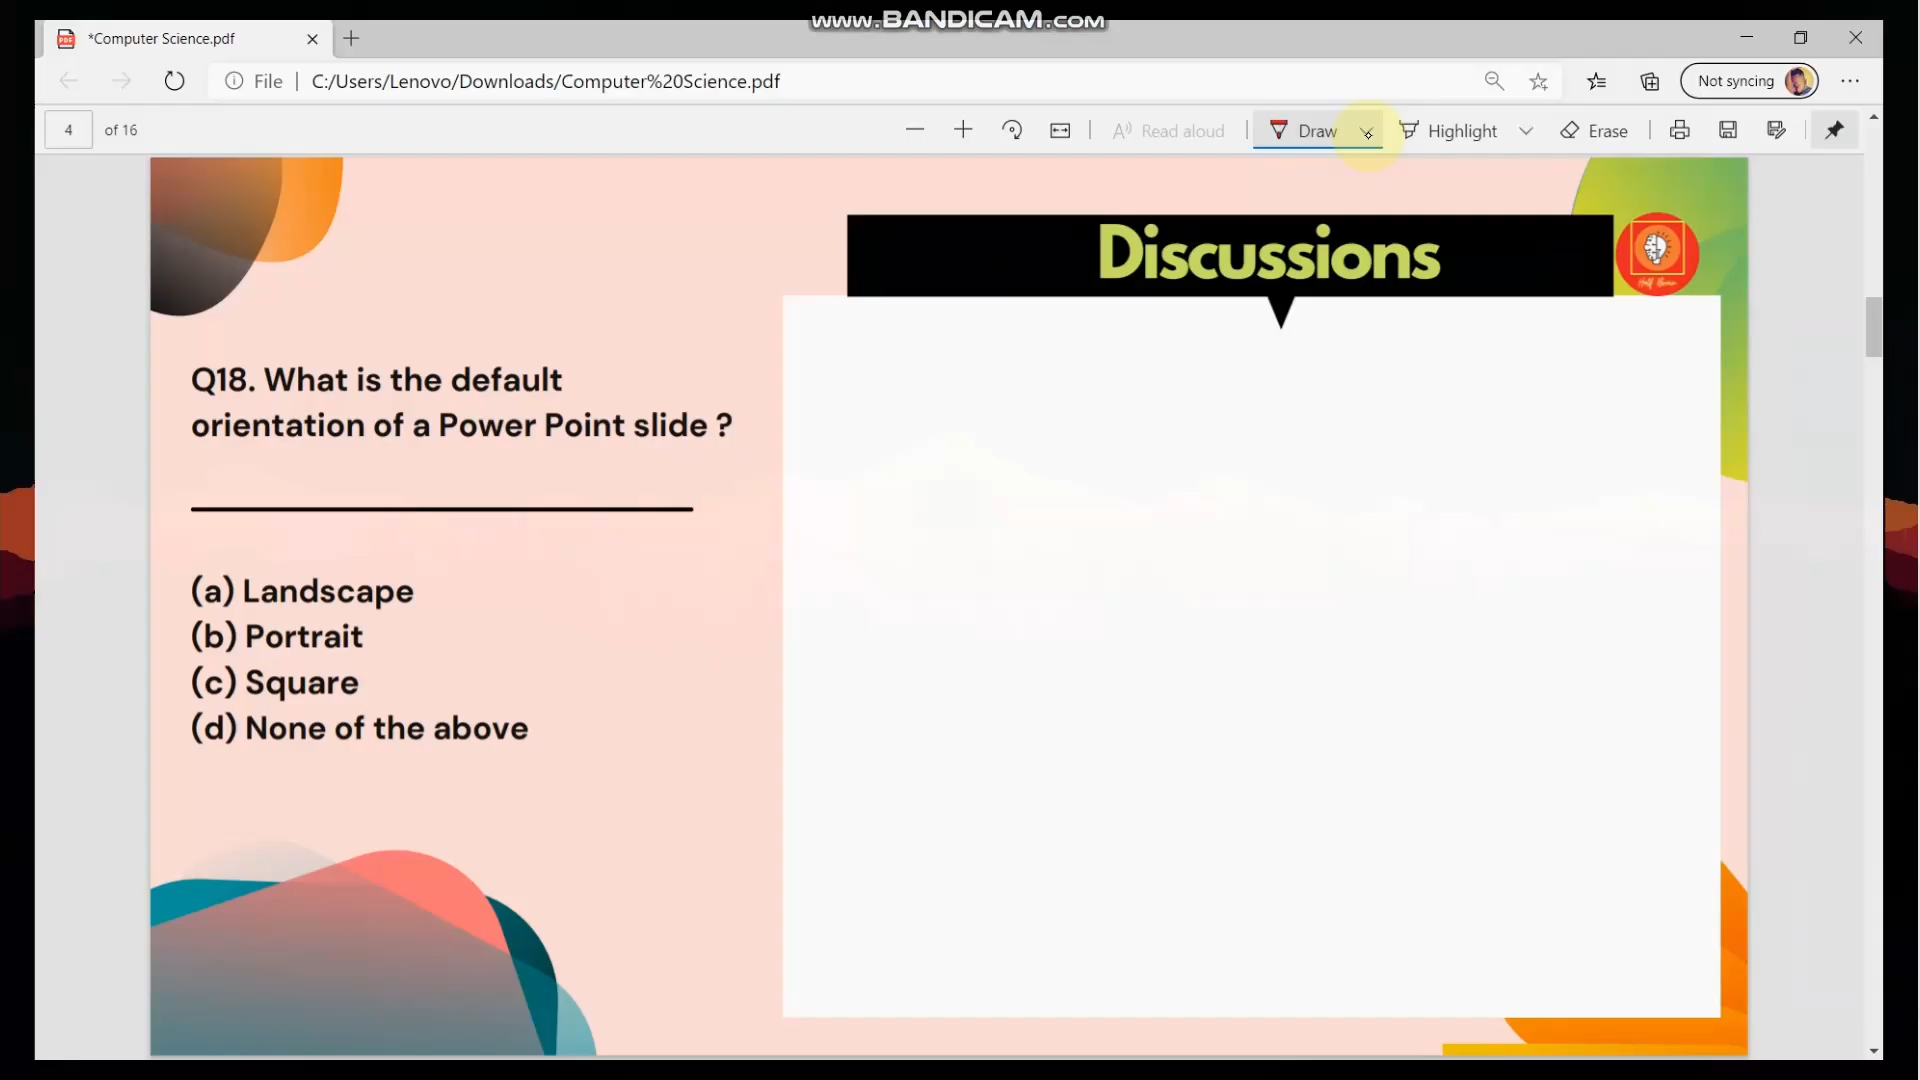 www.BANDICAM.com
*Computer Science.pdf
File
C:/Users/Lenovo/Downloads/Computer%20Science.pdf
Not syncing
4 of 16
Read aloud
Draw
Highlight
Erase
Discussions
Half Brain
Q18. What is the default
orientation of a Power Point slide ?
(a) Landscape
(b) Portrait
(c) Square
(d) None of the above